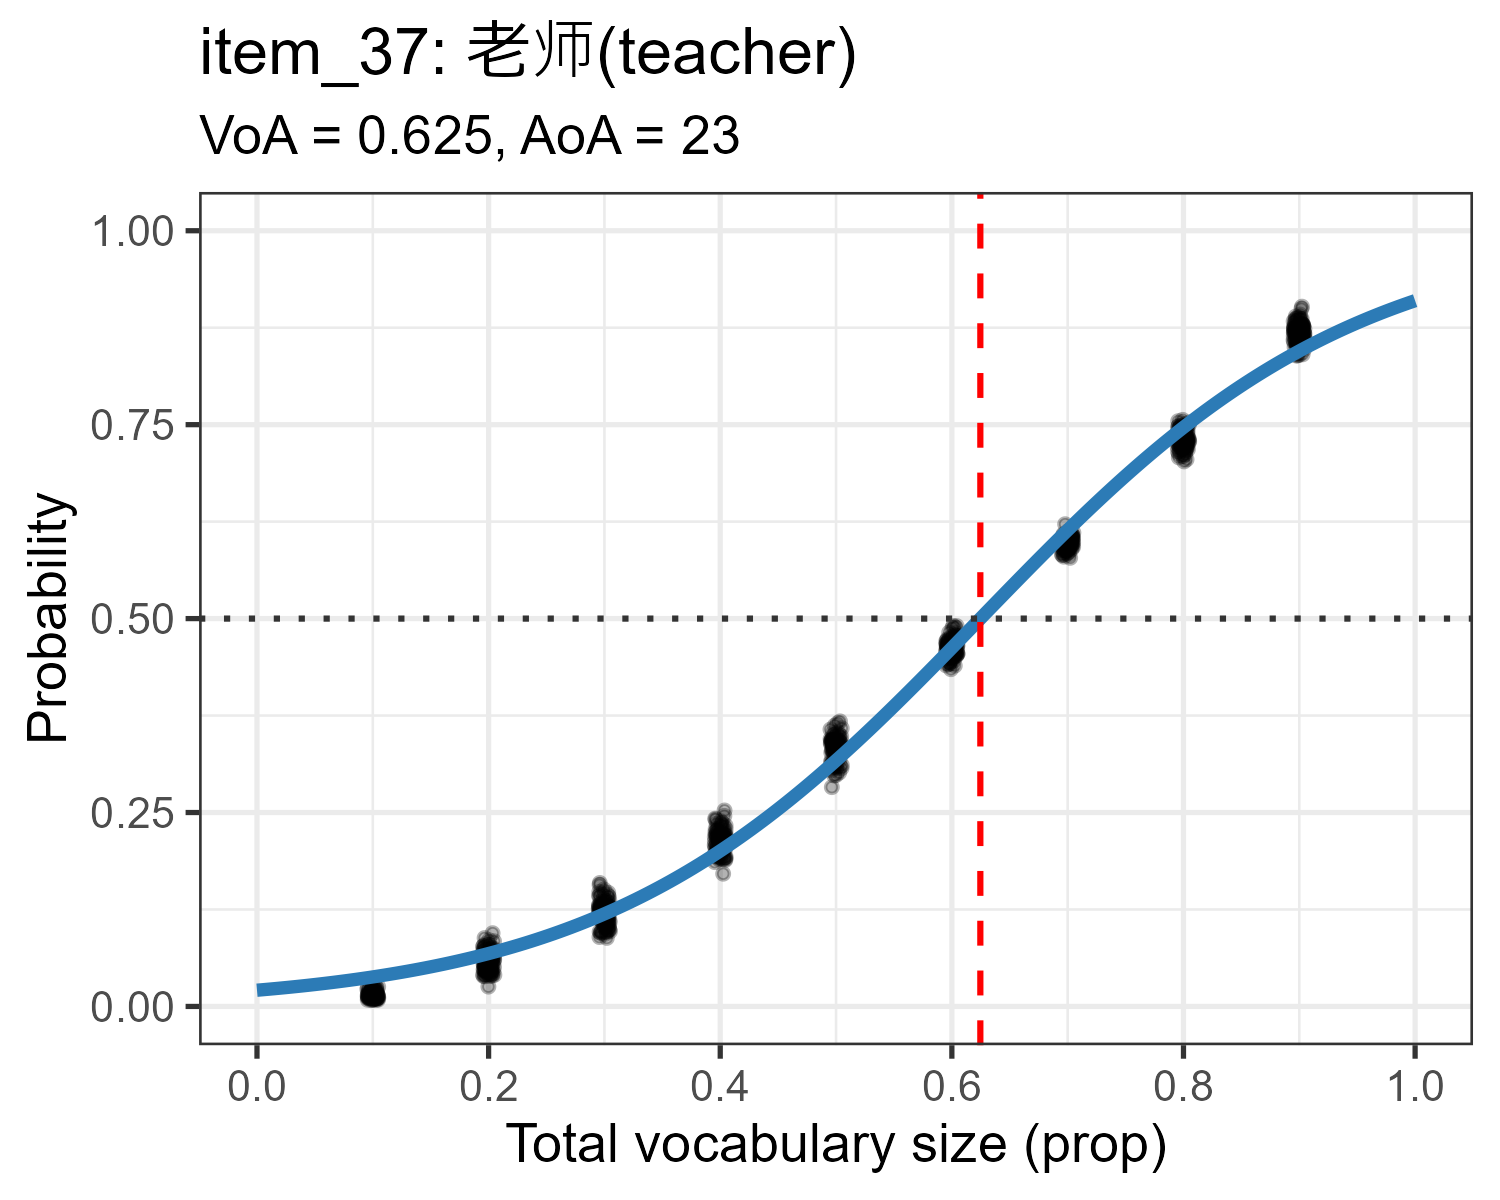 item_37: 老师(teacher)
VoA = 0.625, AoA = 23
1.00
0.75
0.50
0.25
0.00
Probability
0.0 0.2 0.4 0.6 0.8 1.0
Total vocabulary size (prop)